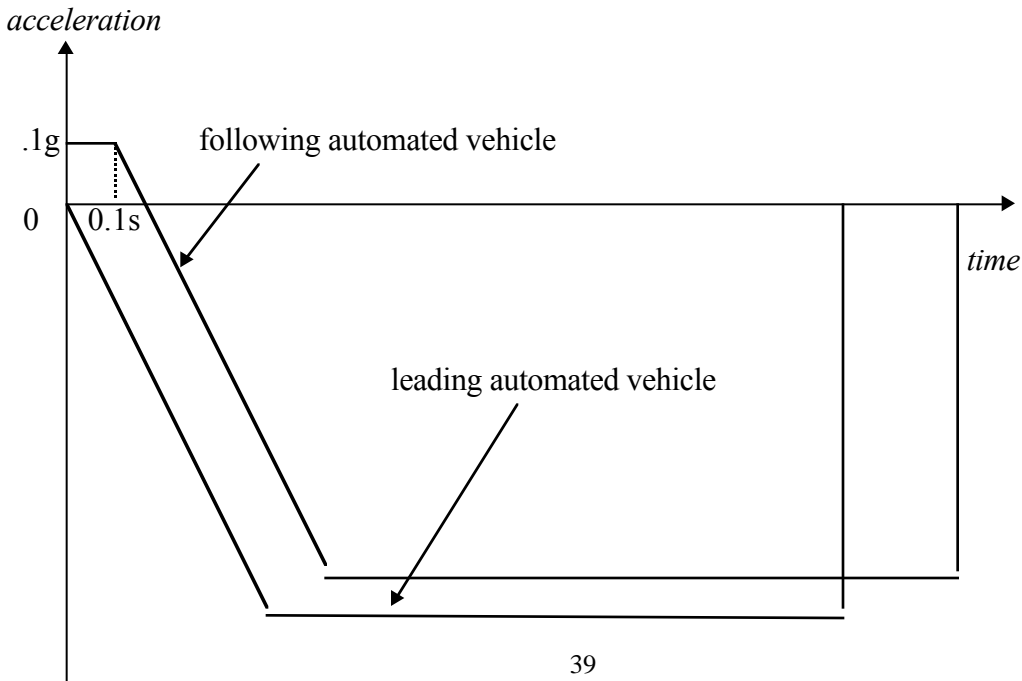 acceleration
.1g
following automated vehicle
0
0.1s
time
leading automated vehicle
39